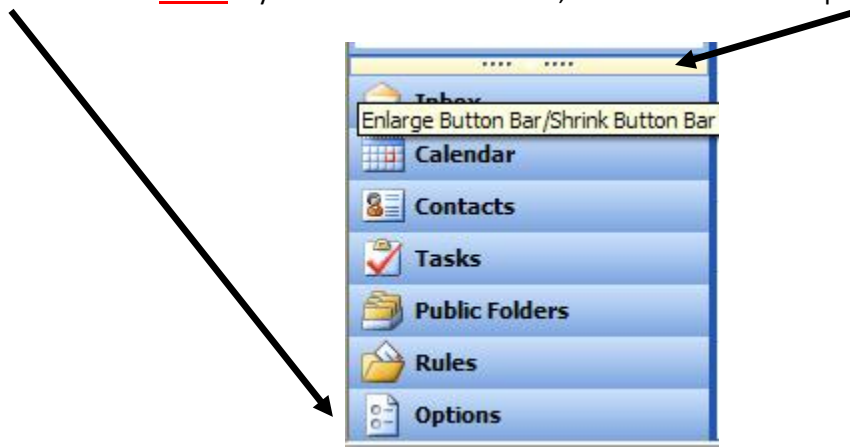 Inbox
Enlarge Button Bar/Shrink Button Bar
Calendar
Contacts
Tasks
Public Folders
Rules
Options